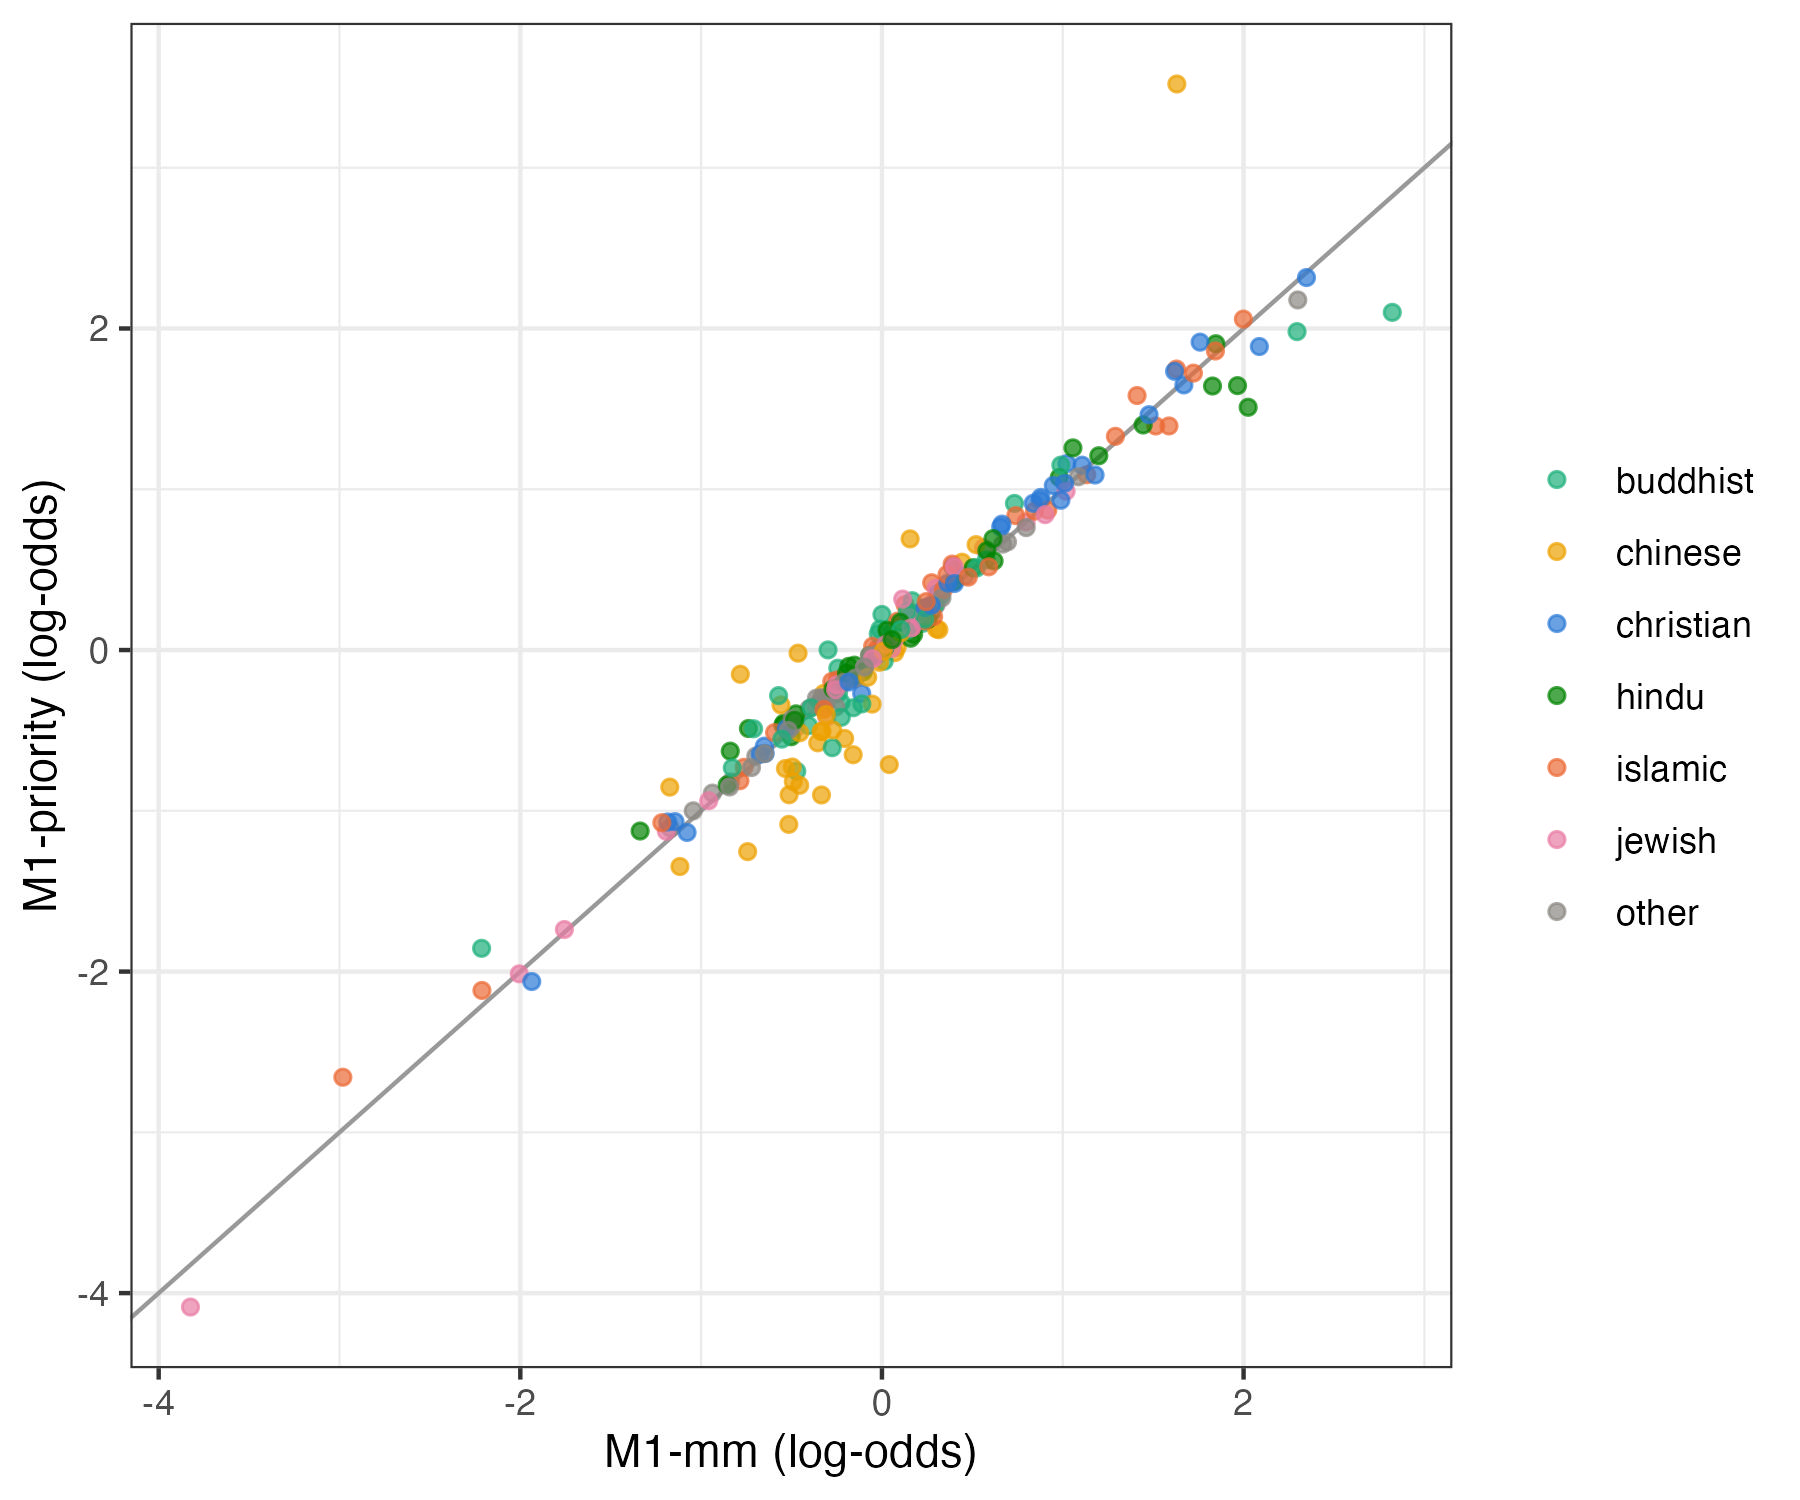 M1-priority (log-odds)
2
0
-2
-4
-4
-2
0
2
M1-mm (log-odds)
buddhist
chinese
christian
hindu
islamic
jewish
other